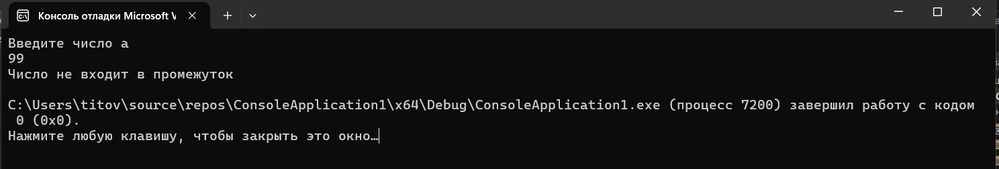 Консоль отладки Microsoft V
Введите число a
99
Число не входит в промежуток
C:\Users\titov\source\repos\ConsoleApplication1\x64\Debug\ConsoleApplication1.exe (процесс 7200) завершил работу с кодом
0 (0x0).
Нажмите любую клавишу, чтобы закрыть это окно…